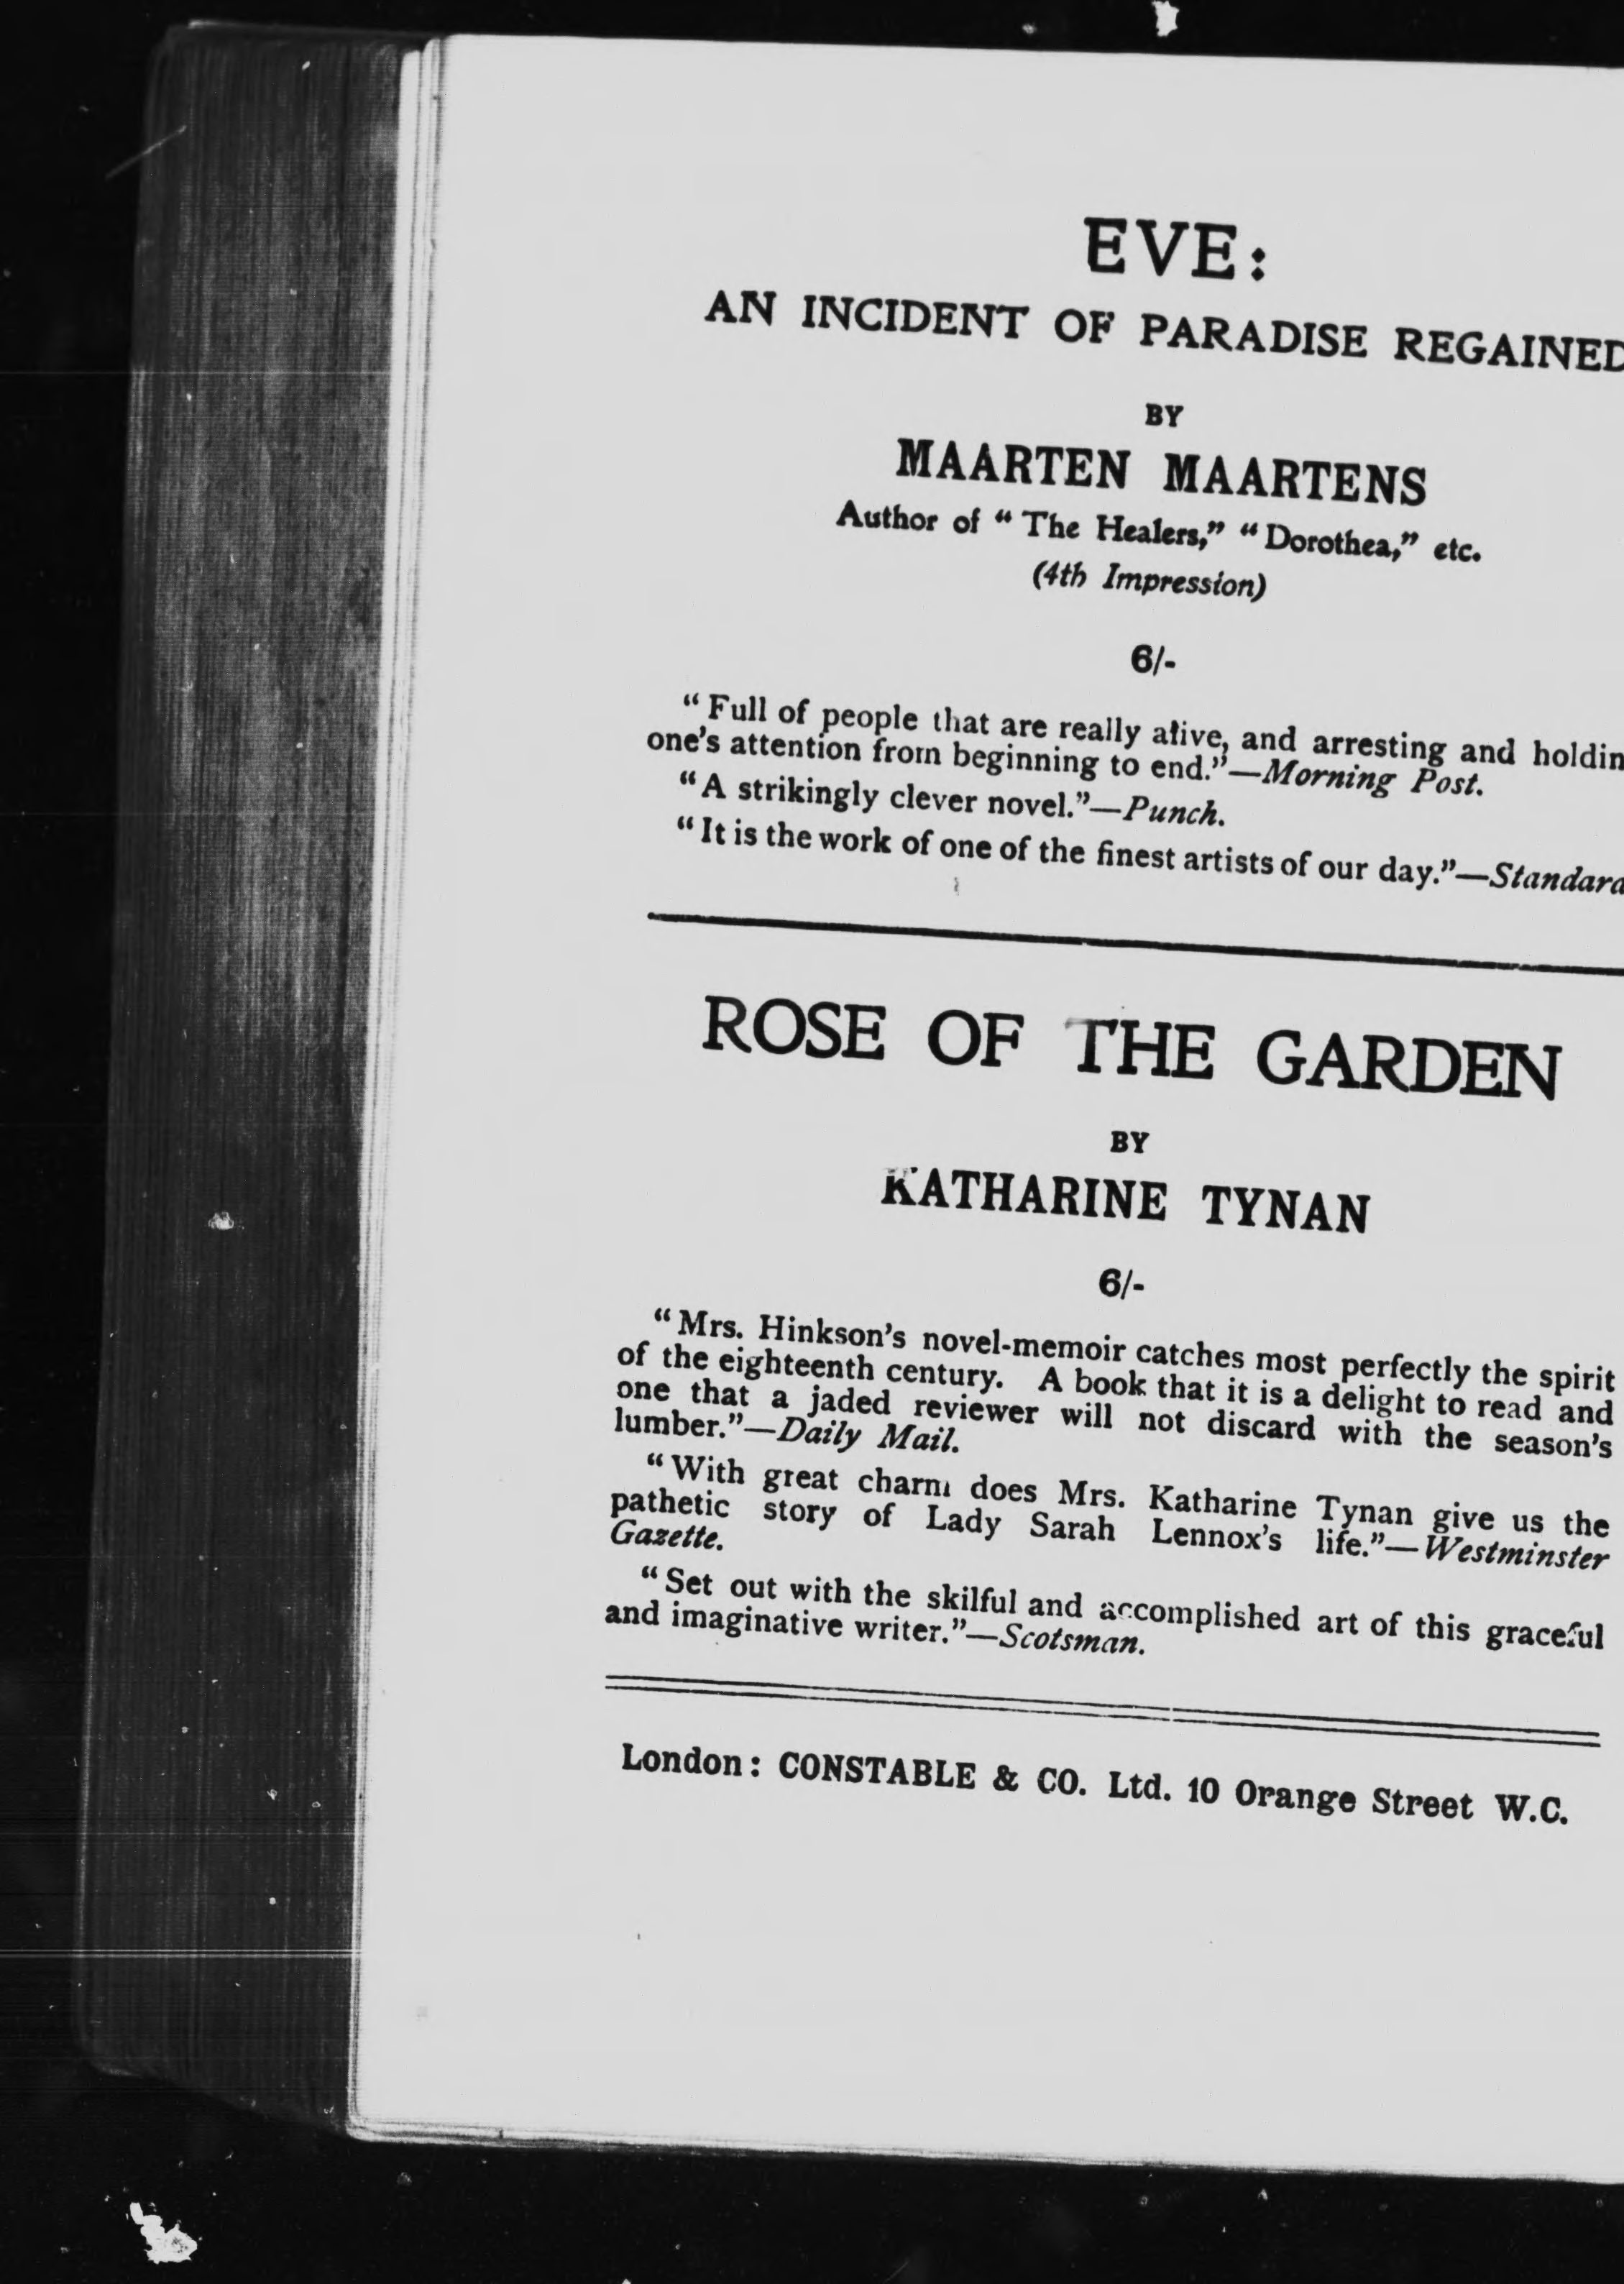 EVE:
AN INCIDENT OF PARADISE REGAINED
BY
MAARTEN MAARTENS
Author of "The Healers," "Dorothea," etc.
(4th Impression)
6/-
"Full of people that are really alive, and arresting and holdin
one's attention from beginning to end."—Morning Post.
"A strikingly clever novel."—Punch.
"It is the work of one of the finest artists of our day."—Standard
ROSE OF THE GARDEN
BY
KATHARINE TYNAN
6/-
"Mrs. Hinkson's novel-memoir catches most perfectly the spirit
of the eighteenth century. A book that it is a delight to read and
one that a jaded reviewer will not discard with the season's
lumber."—Daily Mail.
"With great charm does Mrs. Katharine Tynan give us the
pathetic story of Lady Sarah Lennox's life."—Westminster
Gazette.
"Set out with the skilful and accomplished art of this graceful
and imaginative writer."—Scotsman.
London: CONSTABLE & CO. Ltd. 10 Orange Street W.C.